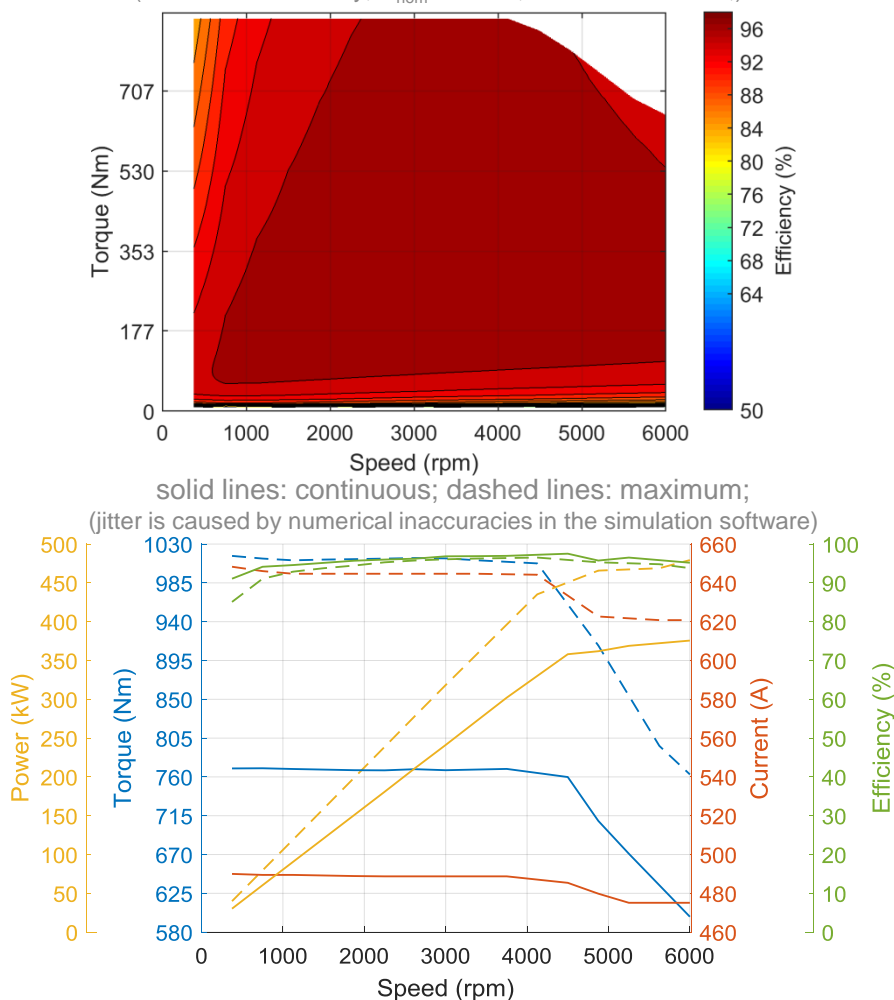 nom
96
92
88
84
80
76
72
68
64
50
Efficiency (%)
707
530
353
177
0
Torque (Nm)
0 1000 2000 3000 4000 5000 6000
Speed (rpm)
solid lines: continuous; dashed lines: maximum;
(jitter is caused by numerical inaccuracies in the simulation software)
500 1030 660 100
450 985 640 90
400 940 620 80
350 895 600 70
300 850 580 60
250 805 560 50
200 760 540 40
150 715 520 30
100 670 500 20
50 625 480 10
0 580 460 0
Power (kW)
Torque (Nm)
Current (A)
Efficiency (%)
0 1000 2000 3000 4000 5000 6000
Speed (rpm)